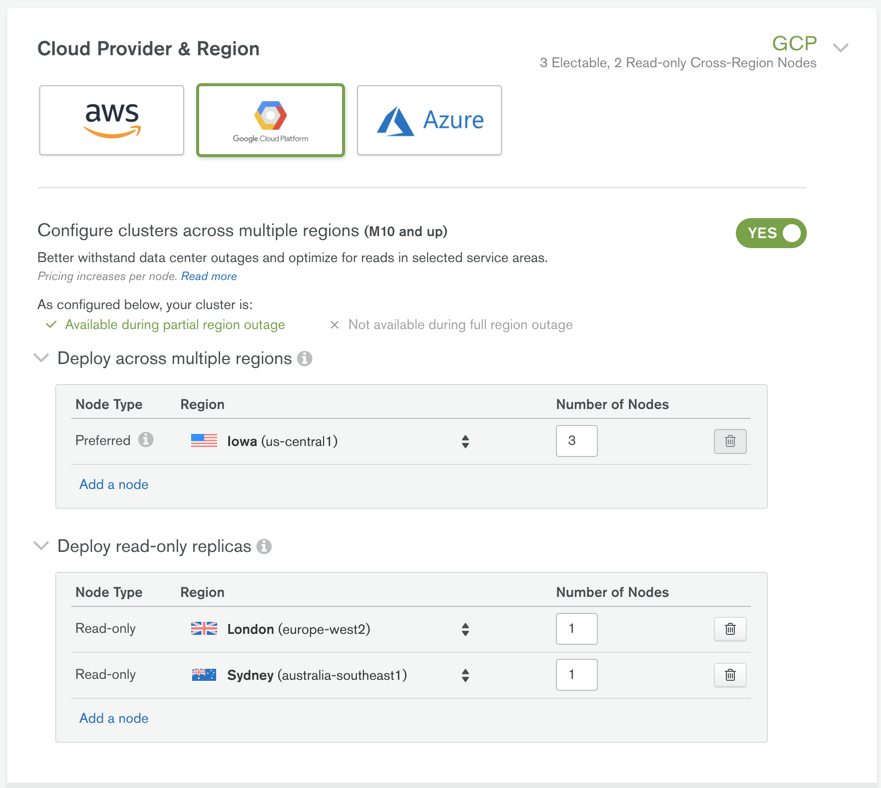 Cloud Provider & Region
GCP
3 Electable, 2 Read-only Cross-Region Nodes
aws
Google Cloud Platform
Azure
Configure clusters across multiple regions (M10 and up)
YES
Better withstand data center outages and optimize for reads in selected service areas.
Pricing increases per node. Read more
As configured below, your cluster is:
Available during partial region outage
Not available during full region outage
Deploy across multiple regions
Node Type Region Number of Nodes
Preferred Iowa (us-central1) 3
Add a node
Deploy read-only replicas
Node Type Region Number of Nodes
Read-only London (europe-west2) 1
Read-only Sydney (australia-southeast1) 1
Add a node